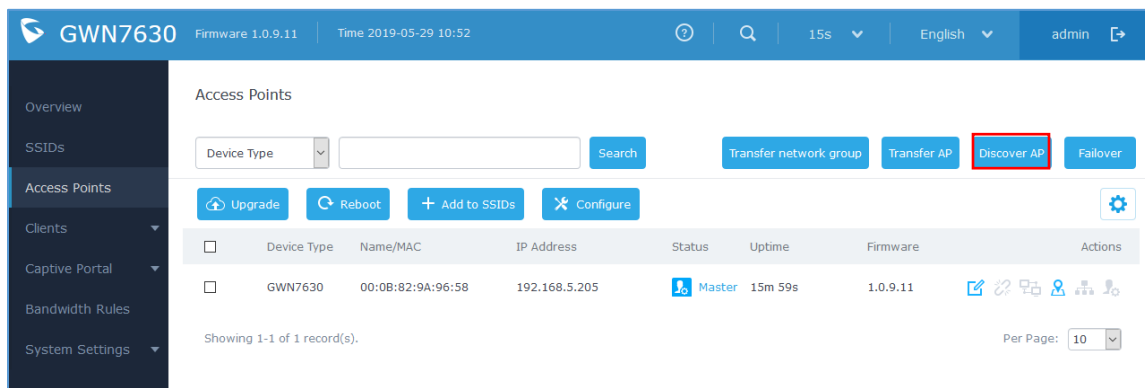 GWN7630 Firmware 1.0.9.11 Time 2019-05-29 10:52 15s English admin
Overview
SSIDs
Access Points
Clients
Captive Portal
Bandwidth Rules
System Settings
Access Points
Device Type Search Transfer network group Transfer AP Discover AP Failover
Upgrade Reboot Add to SSIDs Configure
Device Type Name/MAC IP Address Status Uptime Firmware Actions
GWN7630 00:0B:82:9A:96:58 192.168.5.205 Master 15m 59s 1.0.9.11
Showing 1-1 of 1 record(s). Per Page: 10